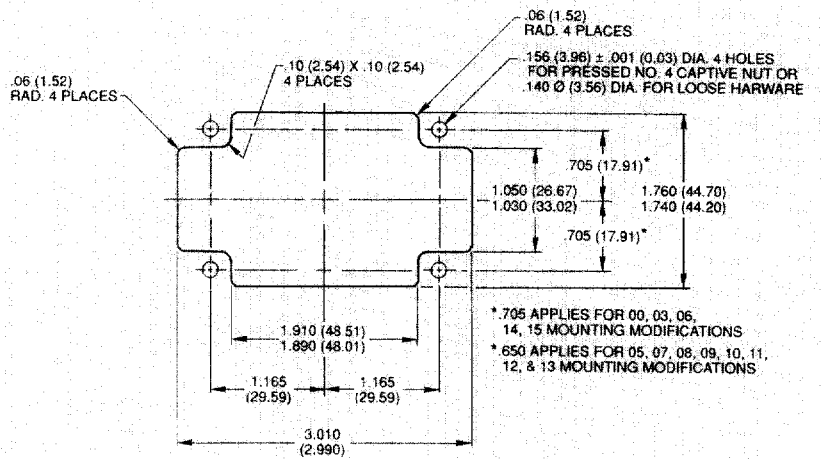 .06 (1.52)
RAD. 4 PLACES
.10 (2.54) X .10 (2.54)
4 PLACES
.06 (1.52)
RAD. 4 PLACES
.156 (3.96) ± .001 (0.03) DIA. 4 HOLES
FOR PRESSED NO. 4 CAPTIVE NUT OR
.140 Ø (3.56) DIA. FOR LOOSE HARWARE
.705 (17.91)*
1.050 (26.67)
1.030 (33.02)
1.760 (44.70)
1.740 (44.20)
.705 (17.91)*
*.705 APPLIES FOR 00, 03, 06,
14, 15 MOUNTING MODIFICATIONS
*.650 APPLIES FOR 05, 07, 08, 09, 10, 11,
12, & 13 MOUNTING MODIFICATIONS
1.910 (48.51)
1.890 (48.01)
1.165
(29.59)
1.165
(29.59)
3.010
(2.990)